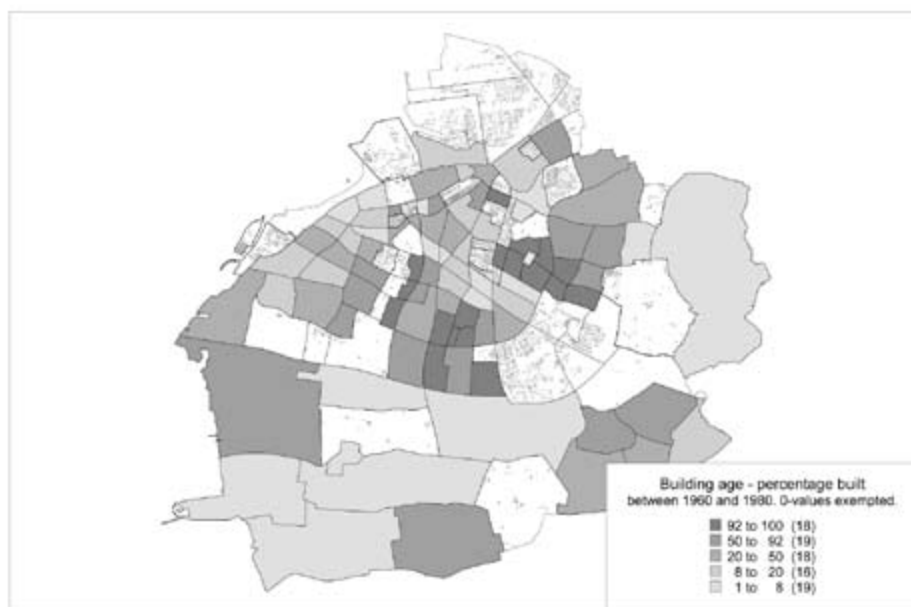 Building age - percentage built
between 1960 and 1980. 0-values exempted.
92 to 100 (18)
50 to 92 (19)
20 to 50 (18)
8 to 20 (16)
1 to 8 (19)